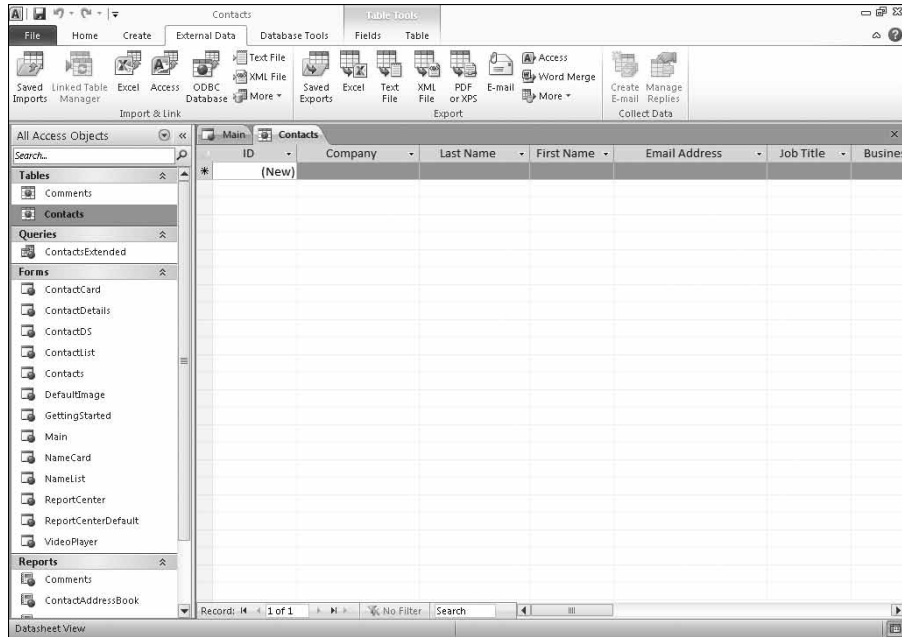 Contacts
Table Tools
File Home Create External Data Database Tools Fields Table
Saved Imports
Linked Table Manager
Excel
Access
ODBC Database
Text File
XML File
More
Import & Link
Saved Exports
Excel
Text File
XML File
PDF or XPS
E-mail
Access
Word Merge
More
Export
Create E-mail
Manage Replies
Collect Data
All Access Objects
Search...
Tables
Comments
Contacts
Queries
ContactsExtended
Forms
ContactCard
ContactDetails
ContactDS
ContactList
Contacts
DefaultImage
GettingStarted
Main
NameCard
NameList
ReportCenter
ReportCenterDefault
VideoPlayer
Reports
Comments
ContactAddressBook
Main Contacts
ID Company Last Name First Name Email Address Job Title Busines
(New)
Record: 1 of 1 No Filter Search
Datasheet View